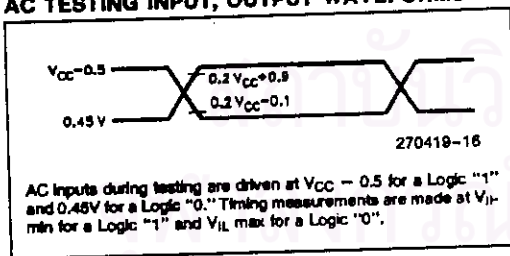 AC TESTING INPUT, OUTPUT WAVEFORMS
V_CC-0.5
0.2 V_CC+0.9
0.2 V_CC-0.1
0.45 V
270419-16
AC Inputs during testing are driven at V_CC - 0.5 for a Logic "1"
and 0.45V for a Logic "0." Timing measurements are made at V_IH
min for a Logic "1" and V_IL max for a Logic "0".